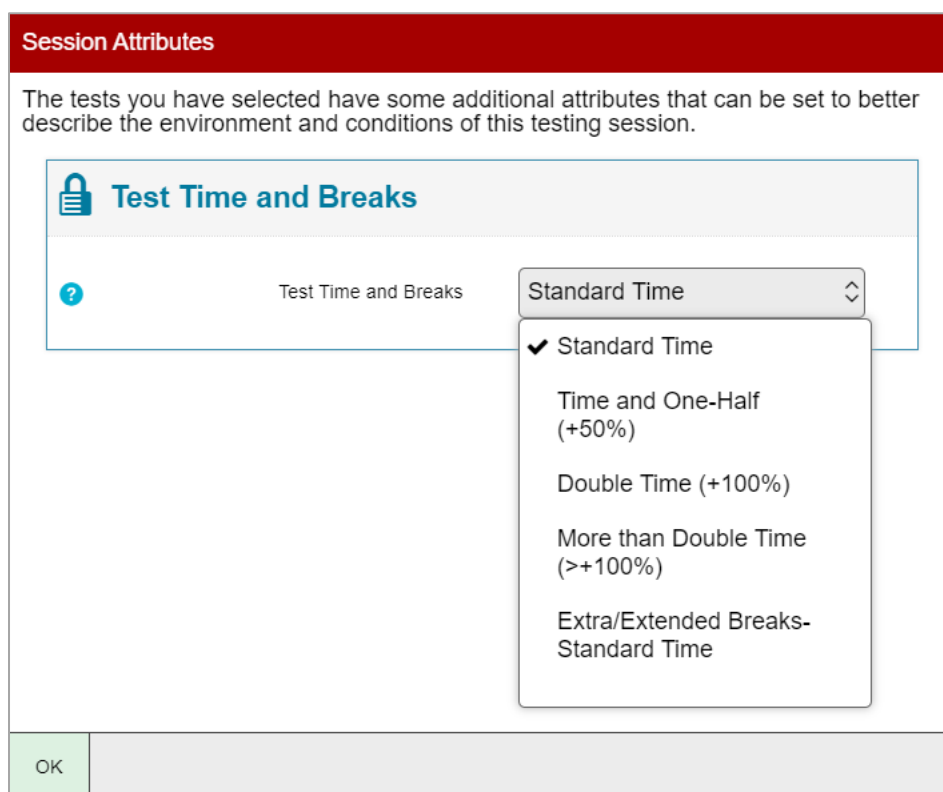 Session Attributes
The tests you have selected have some additional attributes that can be set to better
describe the environment and conditions of this testing session.
Test Time and Breaks
?
Test Time and Breaks
Standard Time
Standard Time
Time and One-Half
(+50%)
Double Time (+100%)
More than Double Time
(>+100%)
Extra/Extended Breaks-
Standard Time
OK